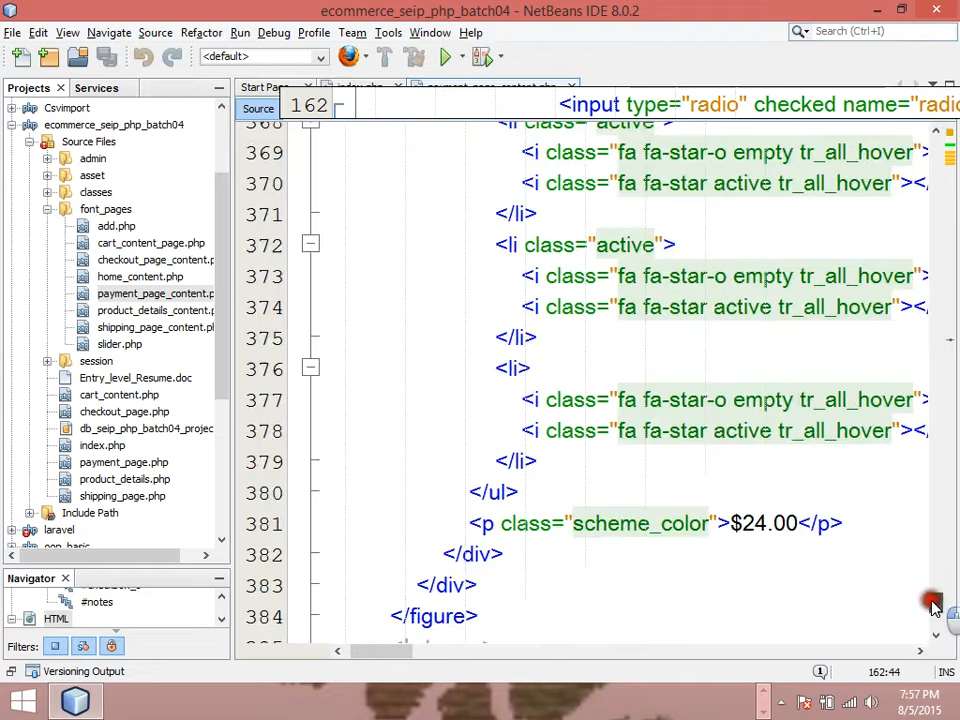 ecommerce_seip_php_batch04 - NetBeans IDE 8.0.2
File Edit View Navigate Source Refactor Run Debug Profile Team Tools Window Help
Search (Ctrl+I)
<default>
Projects Services
Start Pa
Source
162 <input type="radio" checked name="radio
Csvimport
ecommerce_seip_php_batch04
Source Files
admin
asset
classes
font_pages
add.php
cart_content_page.php
checkout_page_content.p
home_content.php
payment_page_content.p
product_details_content.p
shipping_page_content.ph
slider.php
session
Entry_level_Resume.doc
cart_content.php
checkout_page.php
db_seip_php_batch04_projec
index.php
payment_page.php
product_details.php
shipping_page.php
Include Path
laravel
369 <i class="fa fa-star-o empty tr_all_hover">
370 <i class="fa fa-star active tr_all_hover"></
371 </li>
372 <li class="active">
373 <i class="fa fa-star-o empty tr_all_hover">
374 <i class="fa fa-star active tr_all_hover"></
375 </li>
376 <li>
377 <i class="fa fa-star-o empty tr_all_hover">
378 <i class="fa fa-star active tr_all_hover"></
379 </li>
380 </ul>
381 <p class="scheme_color">$24.00</p>
382 </div>
383 </div>
384 </figure>
Navigator
#notes
HTML
Filters:
Versioning Output
1
162:44
INS
7:57 PM
8/5/2015